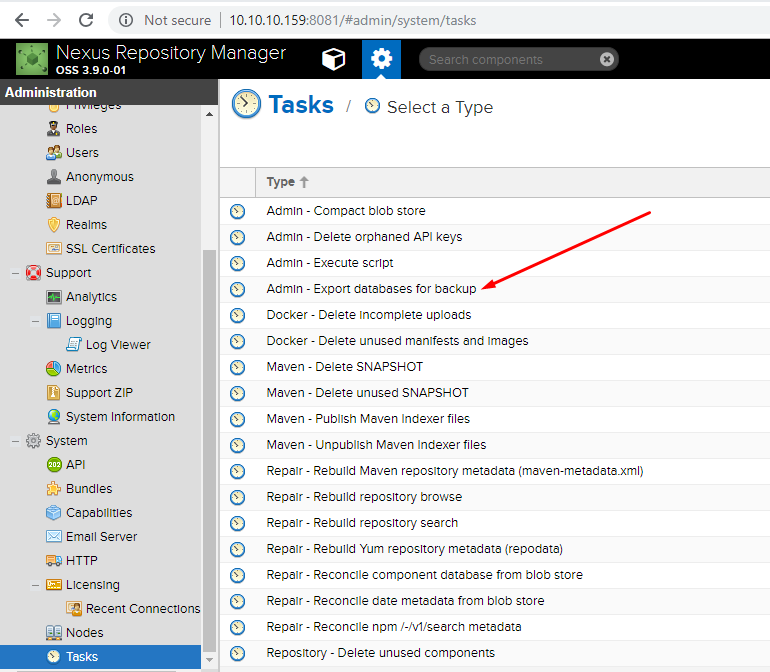 Not secure | 10.10.10.159:8081/#admin/system/tasks
Nexus Repository Manager
OSS 3.9.0-01
Search components
Administration
Privileges
Roles
Users
Anonymous
LDAP
Realms
SSL Certificates
Support
Analytics
Logging
Log Viewer
Metrics
Support ZIP
System Information
System
API
Bundles
Capabilities
Email Server
HTTP
Licensing
Recent Connections
Nodes
Tasks
Tasks / Select a Type
Type
Admin - Compact blob store
Admin - Delete orphaned API keys
Admin - Execute script
Admin - Export databases for backup
Docker - Delete incomplete uploads
Docker - Delete unused manifests and images
Maven - Delete SNAPSHOT
Maven - Delete unused SNAPSHOT
Maven - Publish Maven Indexer files
Maven - Unpublish Maven Indexer files
Repair - Rebuild Maven repository metadata (maven-metadata.xml)
Repair - Rebuild repository browse
Repair - Rebuild repository search
Repair - Rebuild Yum repository metadata (repodata)
Repair - Reconcile component database from blob store
Repair - Reconcile date metadata from blob store
Repair - Reconcile npm /-/v1/search metadata
Repository - Delete unused components